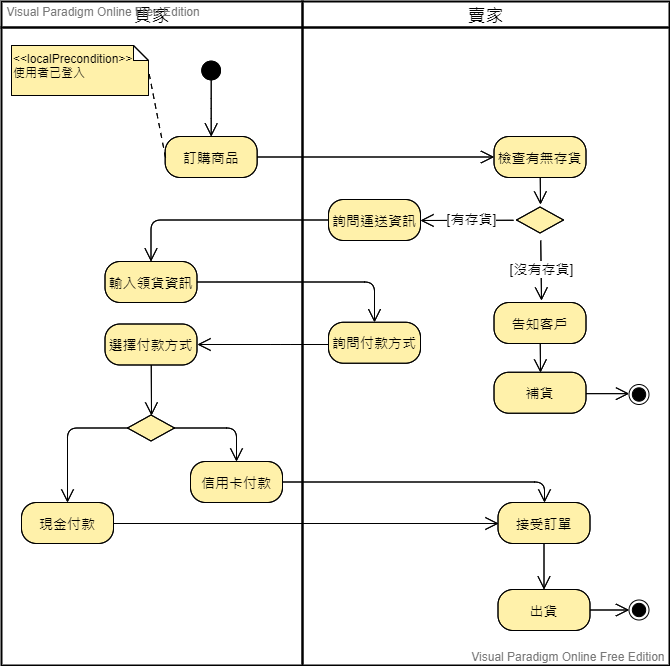 Visual Paradigm Online Free Edition
買家
賣家
<<localPrecondition>>
使用者已登入
訂購商品
檢查有無存貨
詢問運送資訊
[有存貨]
[沒有存貨]
輸入領貨資訊
告知客戶
選擇付款方式
詢問付款方式
補貨
信用卡付款
現金付款
接受訂單
出貨
Visual Paradigm Online Free Edition